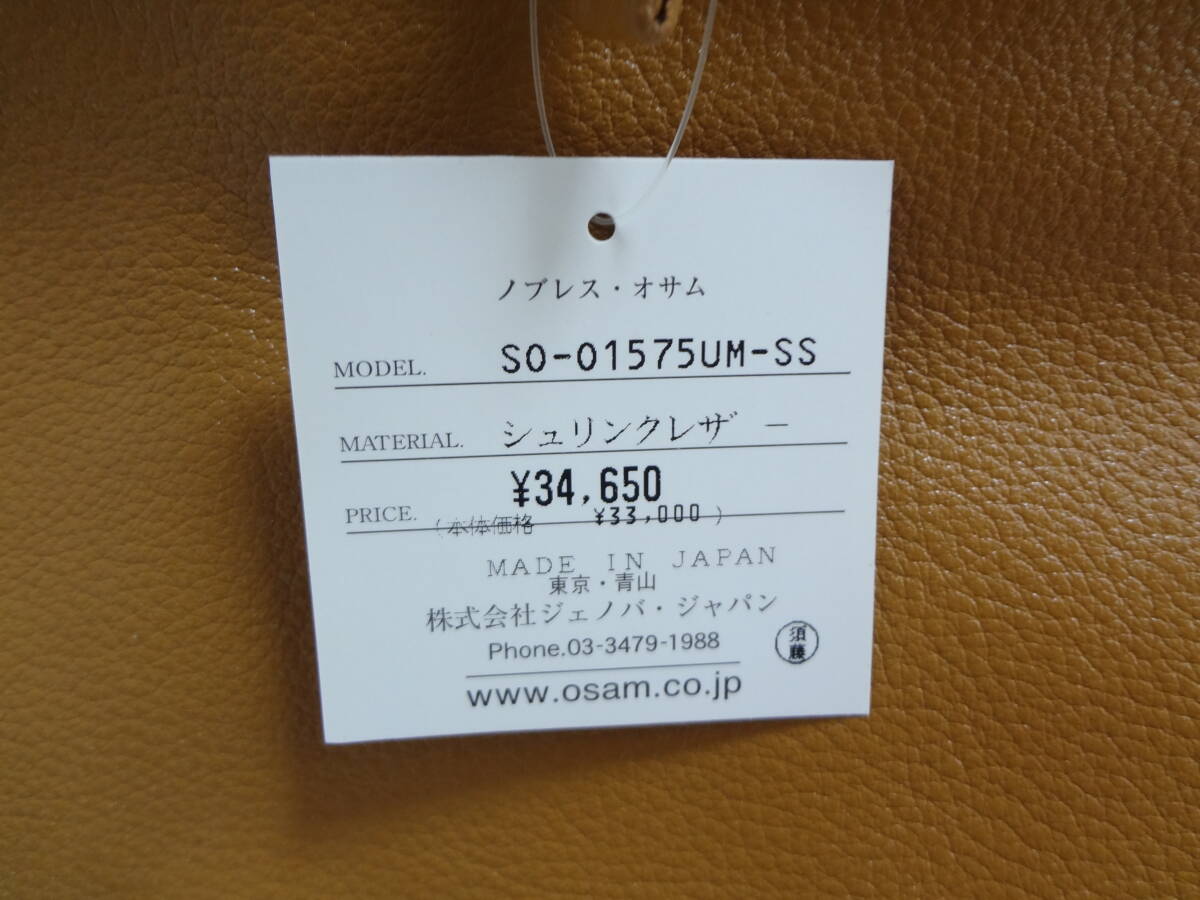 ノブレス・オサム
MODEL. SO-01575UM-SS
MATERIAL. シュリンクレザー
PRICE. ¥34,650
(本体価格 ¥33,000)
MADE IN JAPAN
東京・青山
株式会社ジェノバ・ジャパン
Phone.03-3479-1988
須藤
www.osam.co.jp